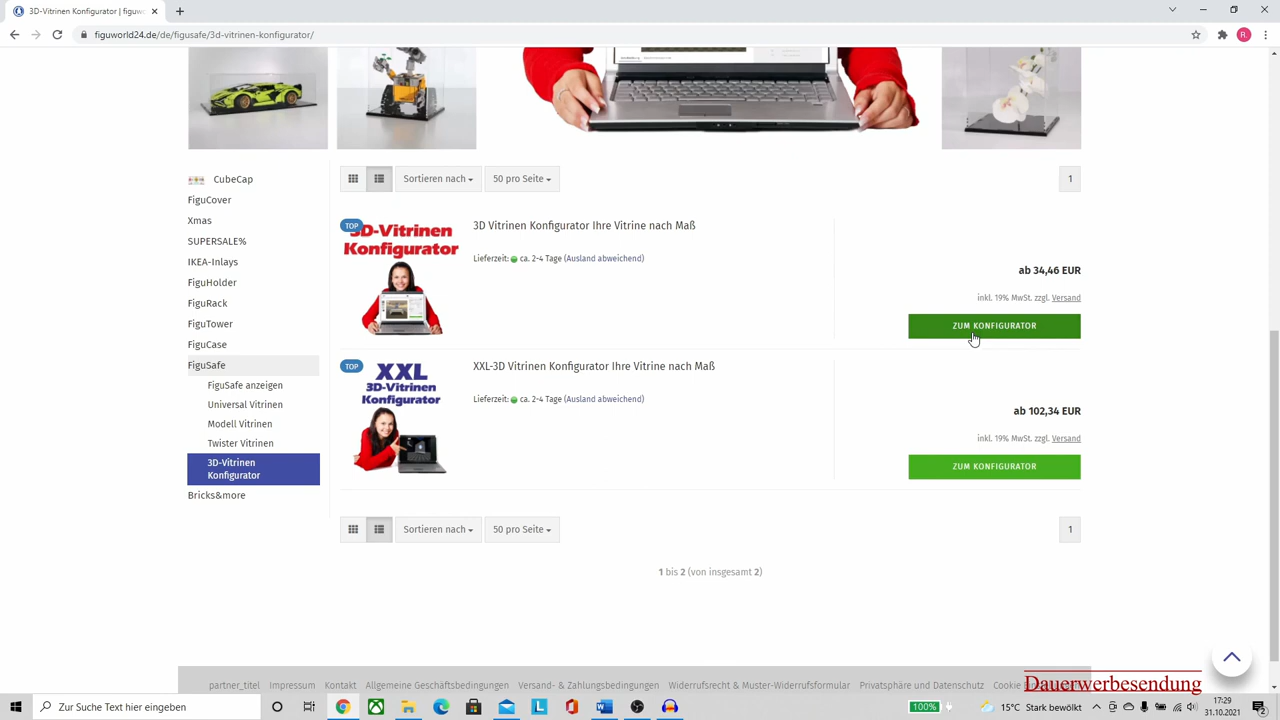 3D-Vitrinen Konfigurator | figuw
figuworld24.de/de/figusafe/3d-vitrinen-konfigurator/
R.
CubeCap
FiguCover
Xmas
SUPERSALE%
IKEA-Inlays
FiguHolder
FiguRack
FiguTower
FiguCase
FiguSafe
FiguSafe anzeigen
Universal Vitrinen
Modell Vitrinen
Twister Vitrinen
3D-Vitrinen
Konfigurator
Bricks&more
Sortieren nach
50 pro Seite
1
TOP
3D-Vitrinen
Konfigurator
3D Vitrinen Konfigurator Ihre Vitrine nach Maß
Lieferzeit: ca. 2-4 Tage (Ausland abweichend)
ab 34,46 EUR
inkl. 19% MwSt. zzgl. Versand
ZUM KONFIGURATOR
TOP
XXL
3D-Vitrinen
Konfigurator
XXL-3D Vitrinen Konfigurator Ihre Vitrine nach Maß
Lieferzeit: ca. 2-4 Tage (Ausland abweichend)
ab 102,34 EUR
inkl. 19% MwSt. zzgl. Versand
ZUM KONFIGURATOR
Sortieren nach
50 pro Seite
1
1 bis 2 (von insgesamt 2)
partner_titel Impressum Kontakt Allgemeine Geschäftsbedingungen Versand- & Zahlungsbedingungen Widerrufsrecht & Muster-Widerrufsformular Privatsphäre und Datenschutz Cookie
Dauerwerbesendung
Zur Suche Text hier eingeben
100%
15°C Stark bewölkt
17:29
31.10.2021
2